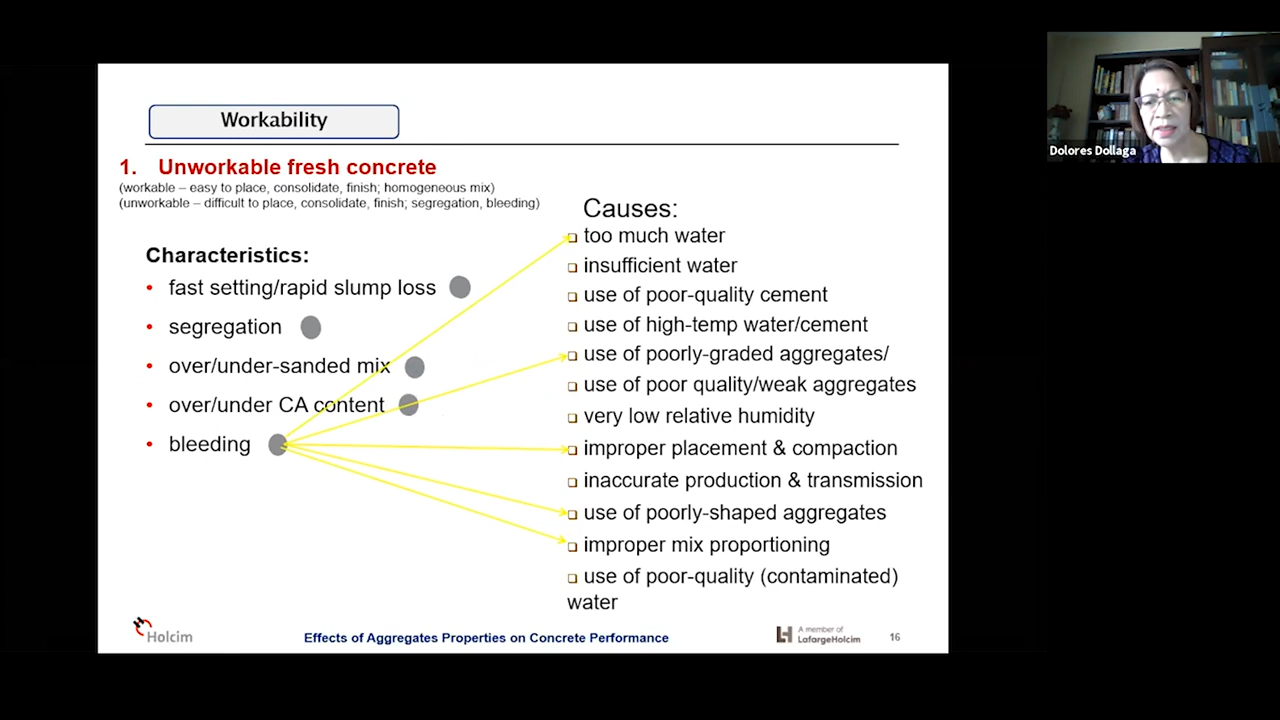 Workability
1. Unworkable fresh concrete
(workable – easy to place, consolidate, finish; homogeneous mix)
(unworkable – difficult to place, consolidate, finish; segregation, bleeding)
Characteristics:
• fast setting/rapid slump loss
• segregation
• over/under-sanded mix
• over/under CA content
• bleeding
Causes:
❑ too much water
❑ insufficient water
❑ use of poor-quality cement
❑ use of high-temp water/cement
❑ use of poorly-graded aggregates/
❑ use of poor quality/weak aggregates
❑ very low relative humidity
❑ improper placement & compaction
❑ inaccurate production & transmission
❑ use of poorly-shaped aggregates
❑ improper mix proportioning
❑ use of poor-quality (contaminated)
water
Holcim
Effects of Aggregates Properties on Concrete Performance
A member of
LafargeHolcim
16
Dolores Dollaga